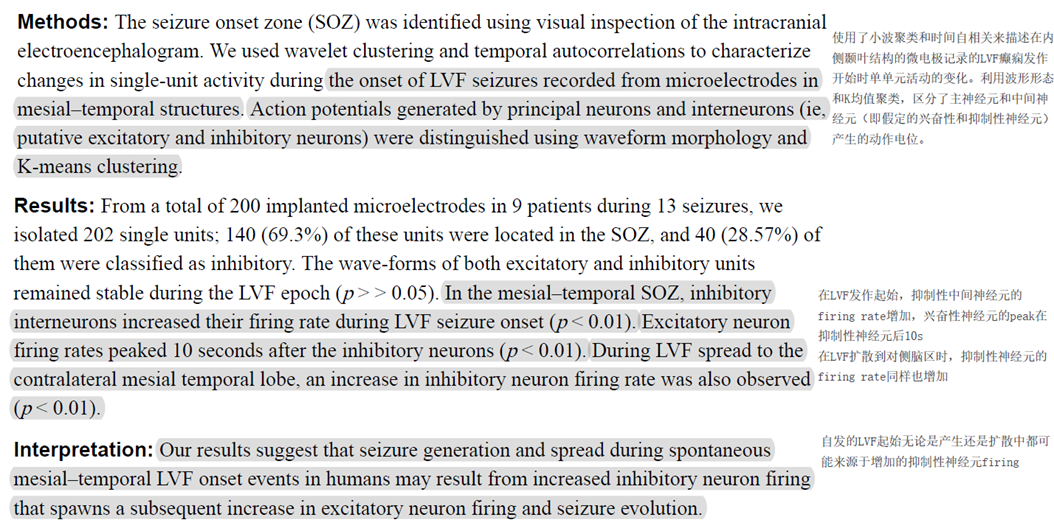 Methods: The seizure onset zone (SOZ) was identified using visual inspection of the intracranial
electroencephalogram. We used wavelet clustering and temporal autocorrelations to characterize
changes in single-unit activity during the onset of LVF seizures recorded from microelectrodes in
mesial–temporal structures. Action potentials generated by principal neurons and interneurons (ie,
putative excitatory and inhibitory neurons) were distinguished using waveform morphology and
K-means clustering.
使用了小波聚类和时间自相关来描述在内
侧颞叶结构的微电极记录的LVF癫痫发作
开始时单单元活动的变化。利用波形形态
和K均值聚类，区分了主神经元和中间神
经元（即假定的兴奋性和抑制性神经元）
产生的动作电位。
Results: From a total of 200 implanted microelectrodes in 9 patients during 13 seizures, we
isolated 202 single units; 140 (69.3%) of these units were located in the SOZ, and 40 (28.57%) of
them were classified as inhibitory. The wave-forms of both excitatory and inhibitory units
remained stable during the LVF epoch (p > > 0.05). In the mesial–temporal SOZ, inhibitory
interneurons increased their firing rate during LVF seizure onset (p < 0.01). Excitatory neuron
firing rates peaked 10 seconds after the inhibitory neurons (p < 0.01). During LVF spread to the
contralateral mesial temporal lobe, an increase in inhibitory neuron firing rate was also observed
(p < 0.01).
在LVF发作起始，抑制性中间神经元的
firing rate增加，兴奋性神经元的peak在
抑制性神经元后10s
在LVF扩散到对侧脑区时，抑制性神经元的
firing rate同样也增加
Interpretation: Our results suggest that seizure generation and spread during spontaneous
mesial–temporal LVF onset events in humans may result from increased inhibitory neuron firing
that spawns a subsequent increase in excitatory neuron firing and seizure evolution.
自发的LVF起始无论是产生还是扩散中都可
能来源于增加的抑制性神经元firing